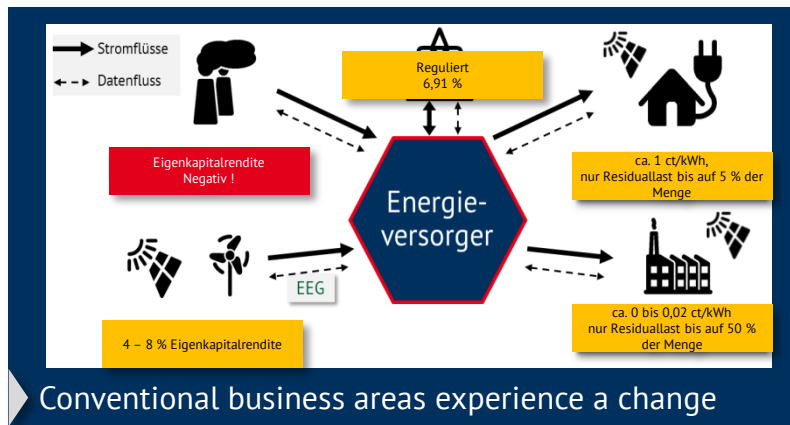 Stromflüsse
Datenfluss
Reguliert
6,91 %
Eigenkapitalrendite
Negativ !
ca. 1 ct/kWh,
nur Residuallast bis auf 5 % der
Menge
Energie-
versorger
EEG
4 – 8 % Eigenkapitalrendite
ca. 0 bis 0,02 ct/kWh
nur Residuallast bis auf 50 %
der Menge
Conventional business areas experience a change